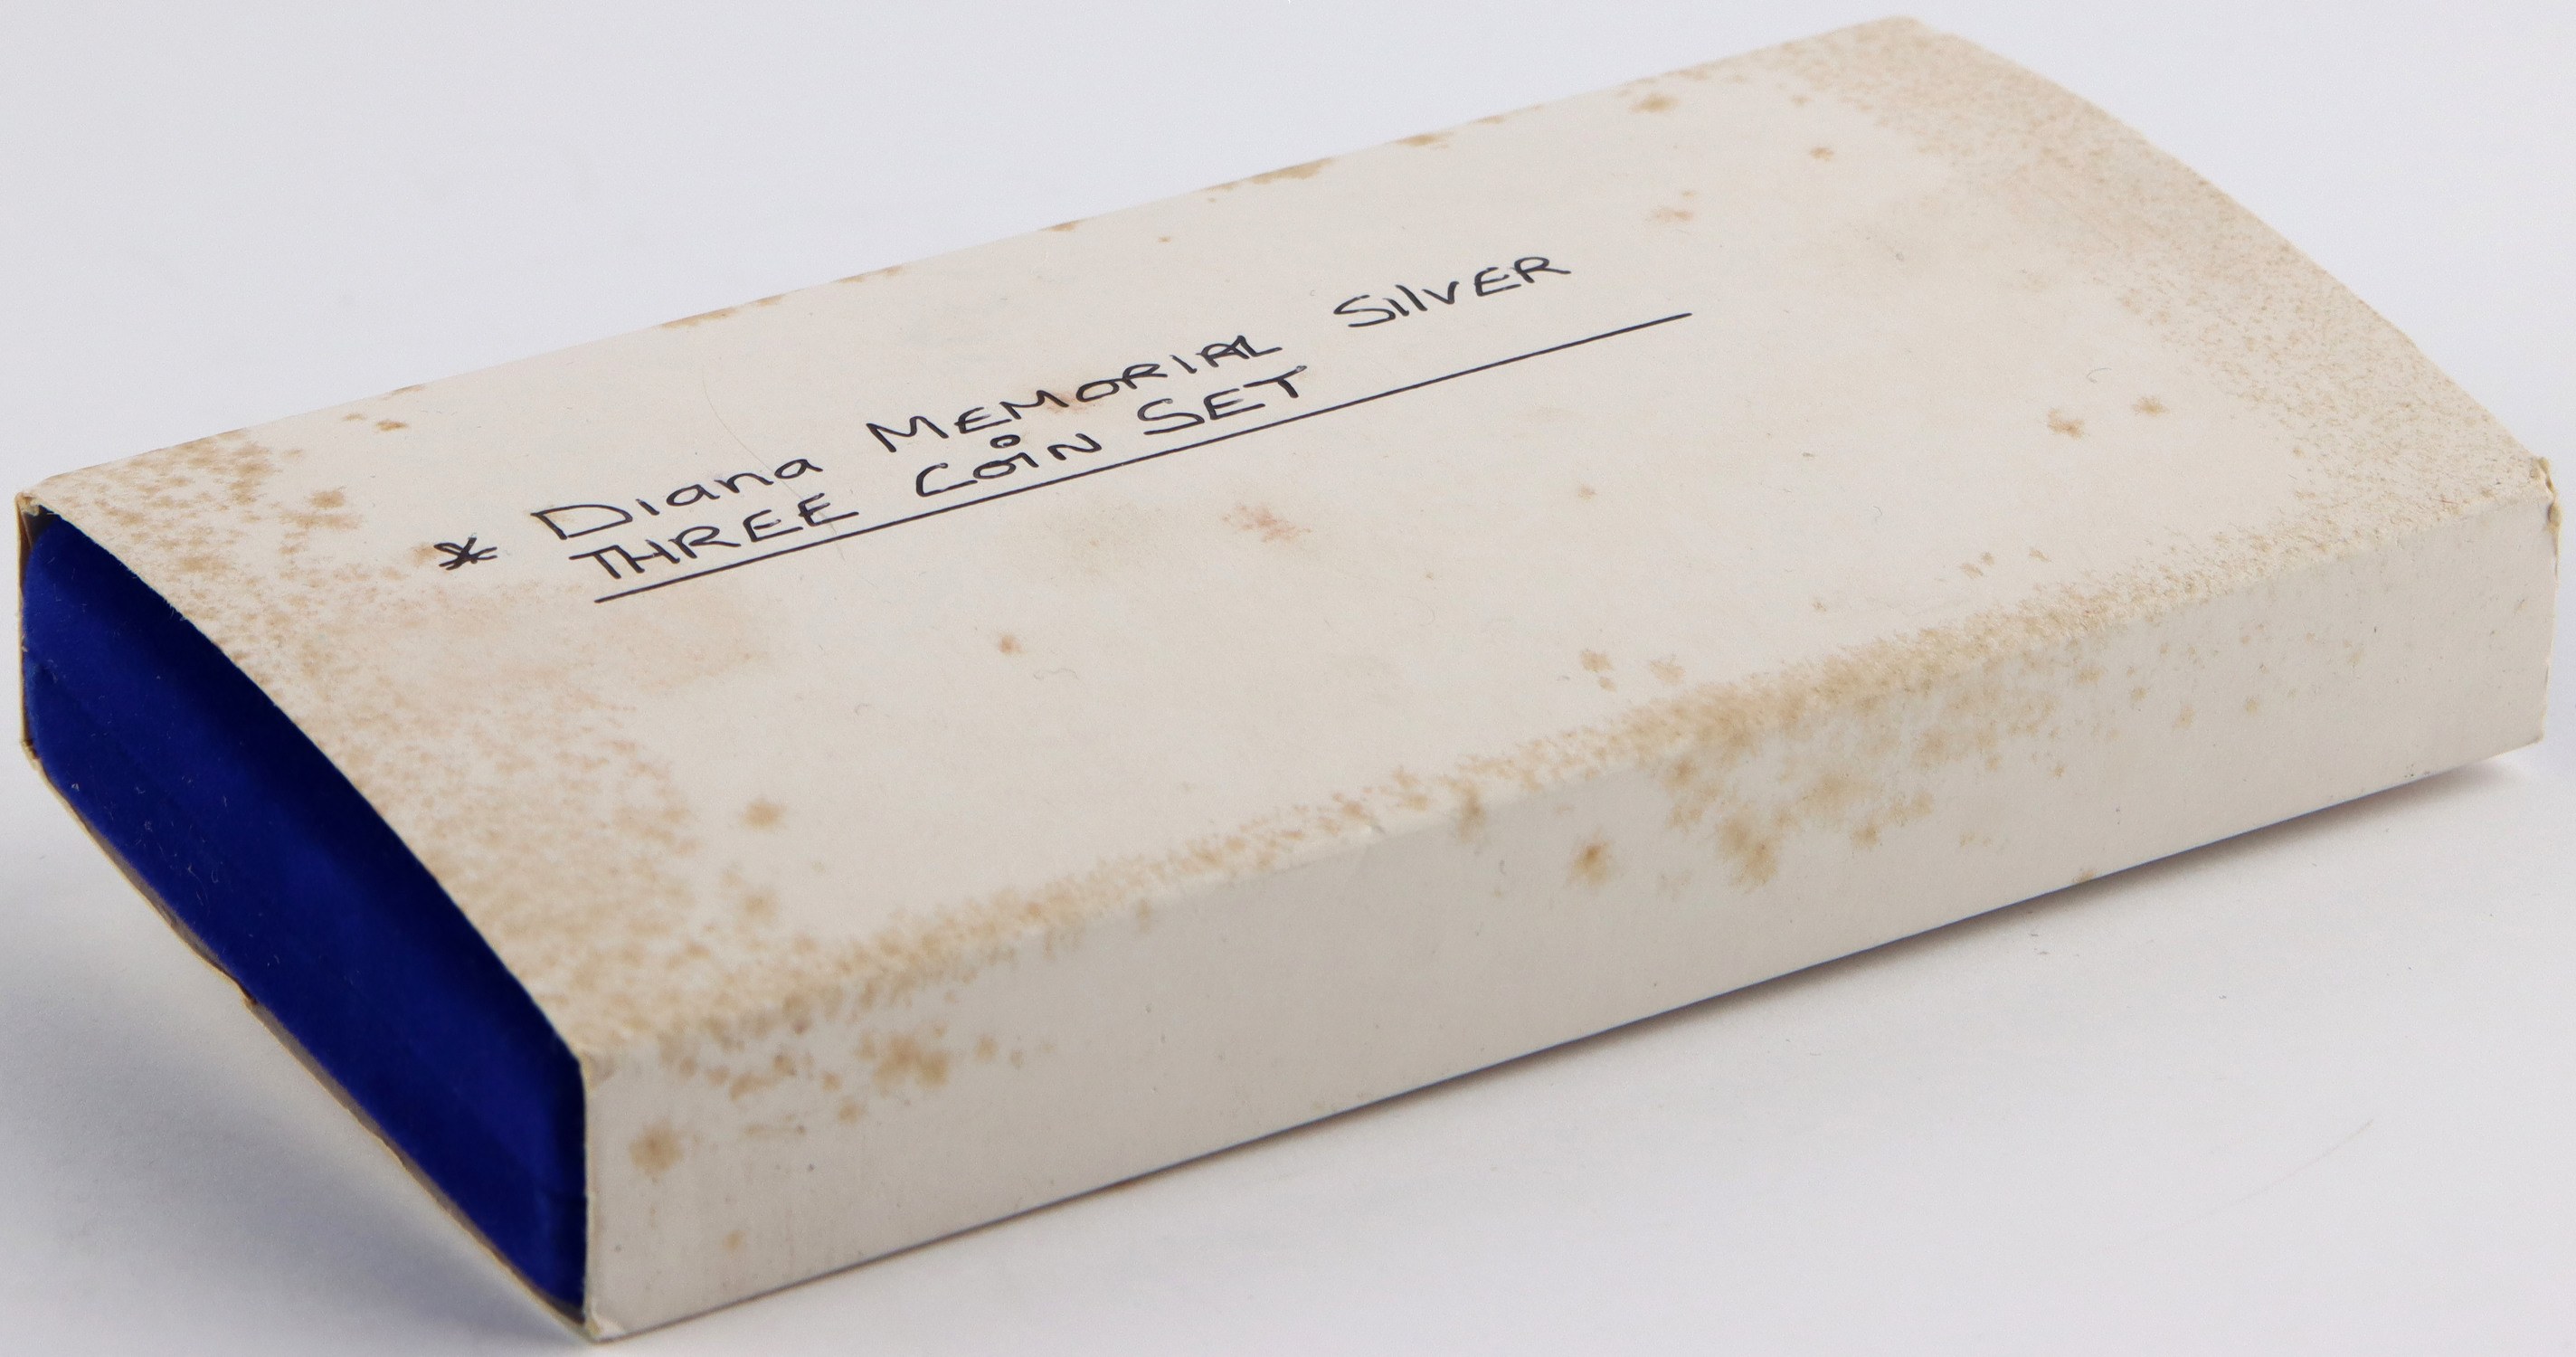 * Diana MEMORIAL SilVER
THREE COiN SET